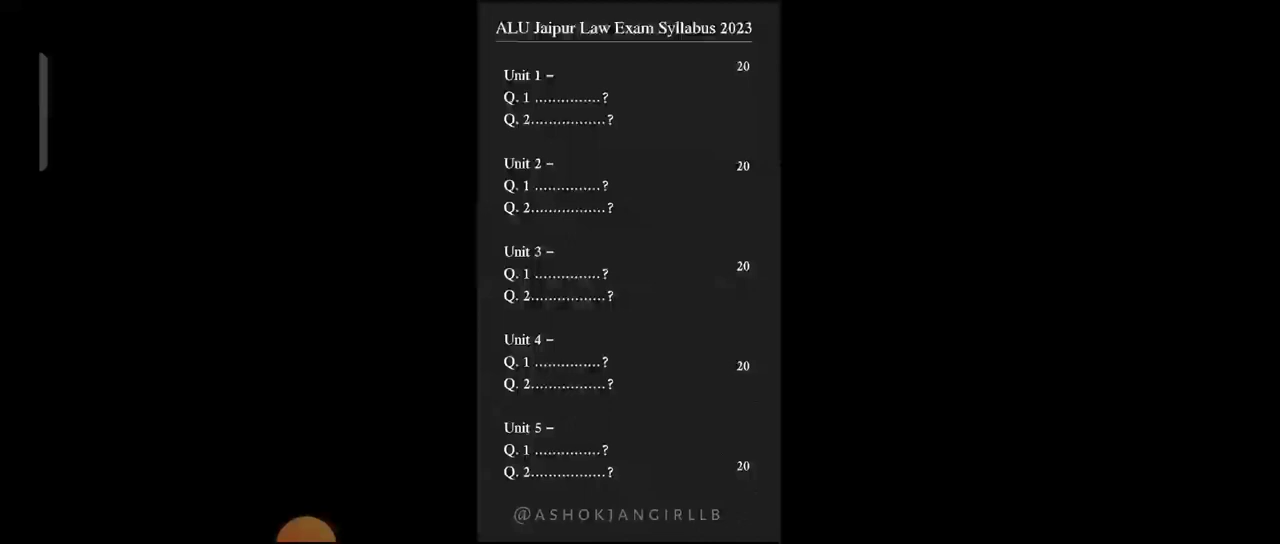 ALU Jaipur Law Exam Syllabus 2023
Unit 1 – 20
Q. 1 ...............?
Q. 2.................?
Unit 2 – 20
Q. 1 ...............?
Q. 2.................?
Unit 3 – 20
Q. 1 ...............?
Q. 2.................?
Unit 4 – 20
Q. 1 ...............?
Q. 2.................?
Unit 5 –
Q. 1 ...............?
Q. 2.................? 20
@ASHOKJANGIRLLB